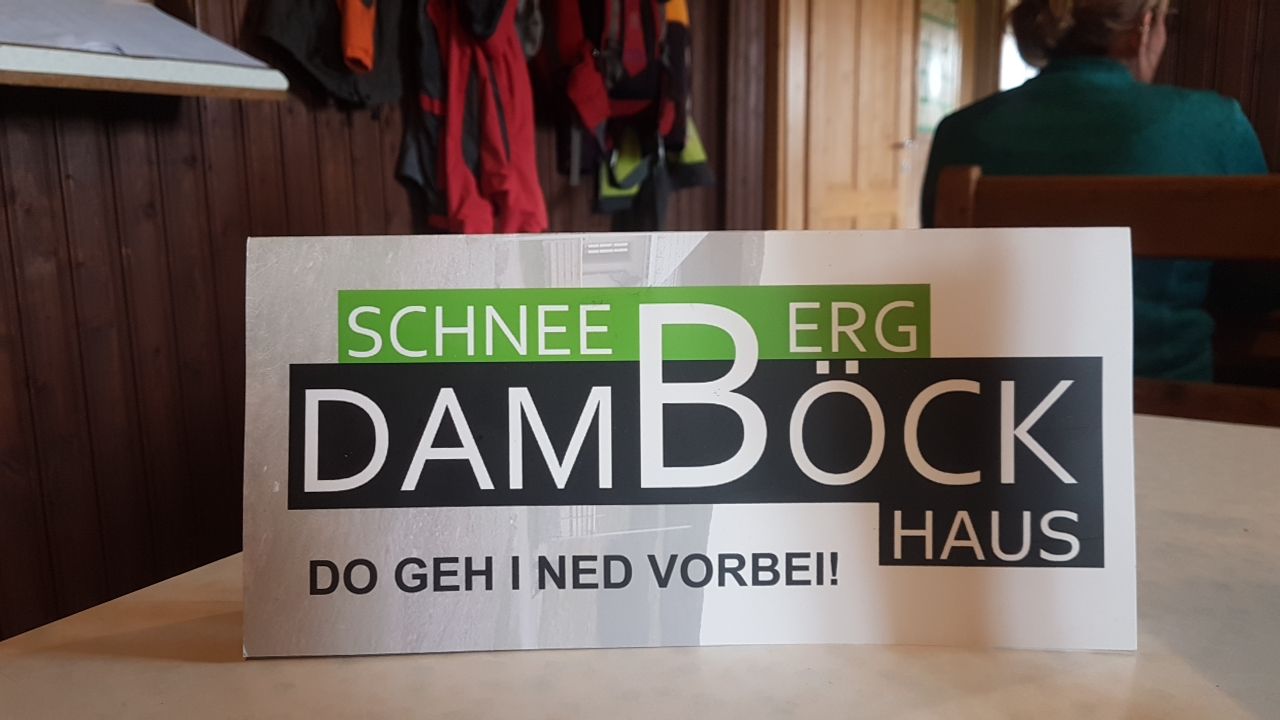 SCHNEEBERG
DAMBÖCK
HAUS
DO GEH I NED VORBEI!